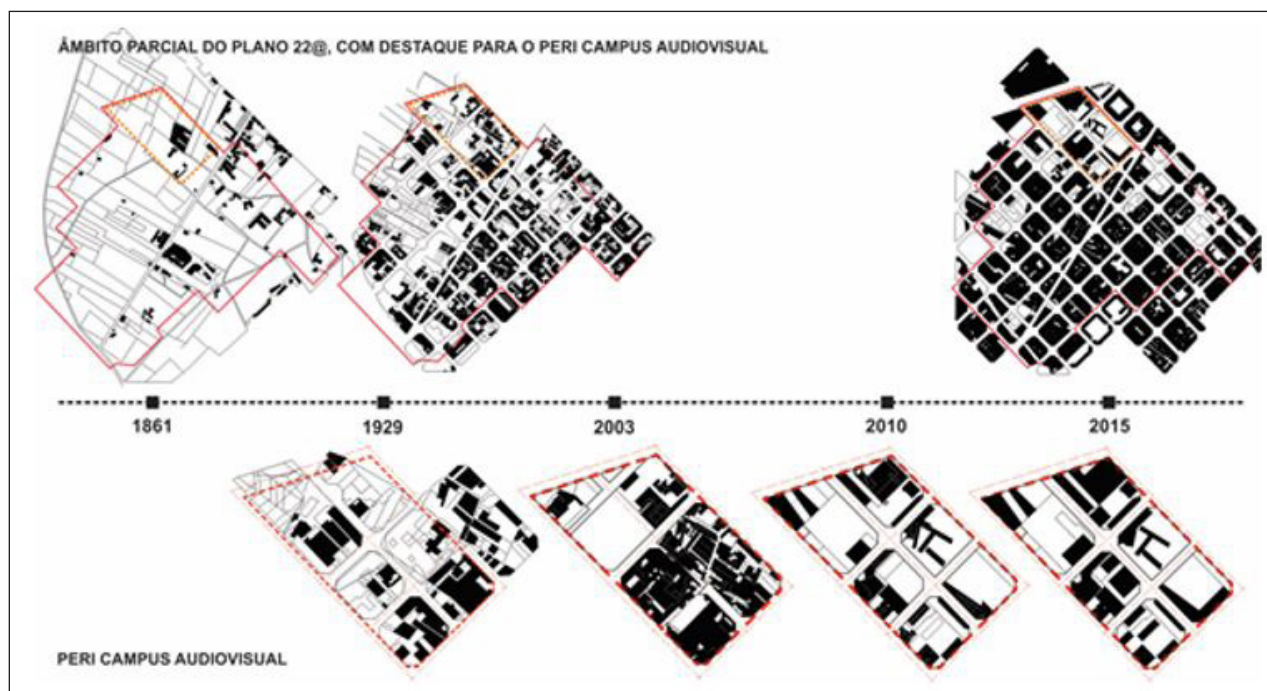 ÂMBITO PARCIAL DO PLANO 22@, COM DESTAQUE PARA O PERI CAMPUS AUDIOVISUAL
1861
1929
2003
2010
2015
PERI CAMPUS AUDIOVISUAL